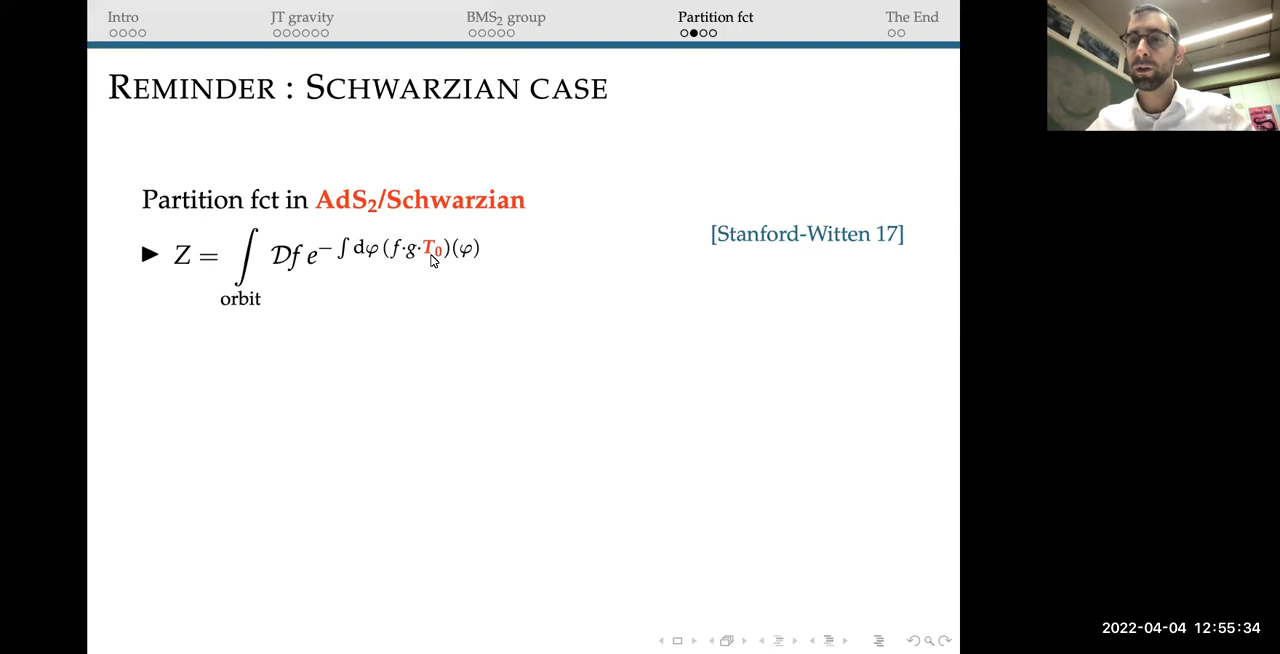 Intro JT gravity BMS₂ group Partition fct The End
REMINDER : SCHWARZIAN CASE
Partition fct in AdS₂/Schwarzian
[Stanford-Witten 17]
► Z = ∫ 𝒟f e^{−∫ dφ (f·g·T₀)(φ)}
orbit
2022-04-04 12:55:34